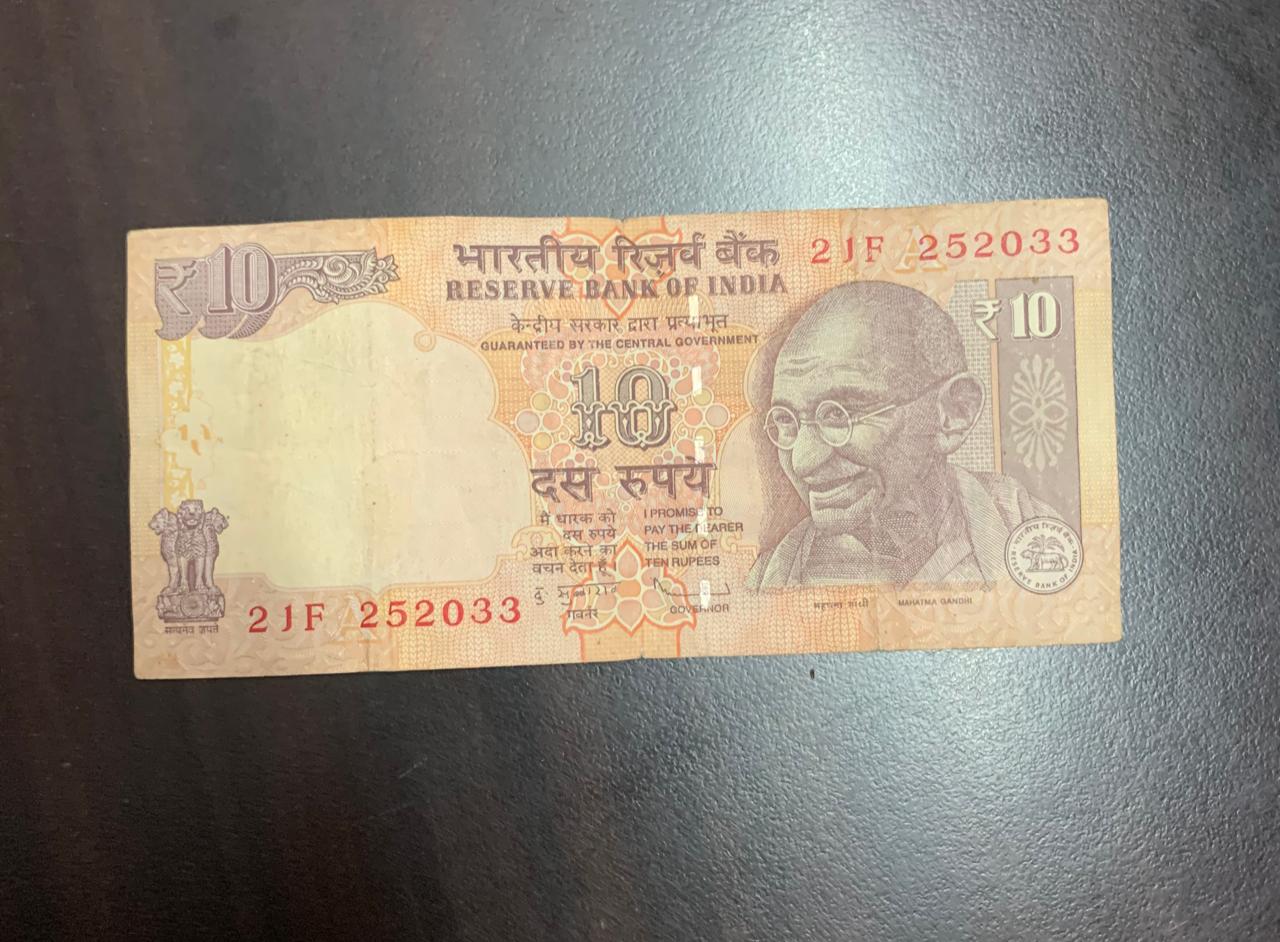 ₹10
भारतीय रिज़र्व बैंक
RESERVE BANK OF INDIA
2JF 252033
केन्द्रीय सरकार द्वारा प्रत्याभूत
GUARANTEED BY THE CENTRAL GOVERNMENT
₹10
10
दस रुपये
मैं धारक को
दस रुपये
अदा करने का
वचन देता हूँ
I PROMISE TO
PAY THE BEARER
THE SUM OF
TEN RUPEES
गवर्नर
GOVERNOR
सत्यमेव जयते
2JF 252033
महात्मा गांधी
MAHATMA GANDHI
भारतीय रिज़र्व बैंक
RESERVE BANK OF INDIA